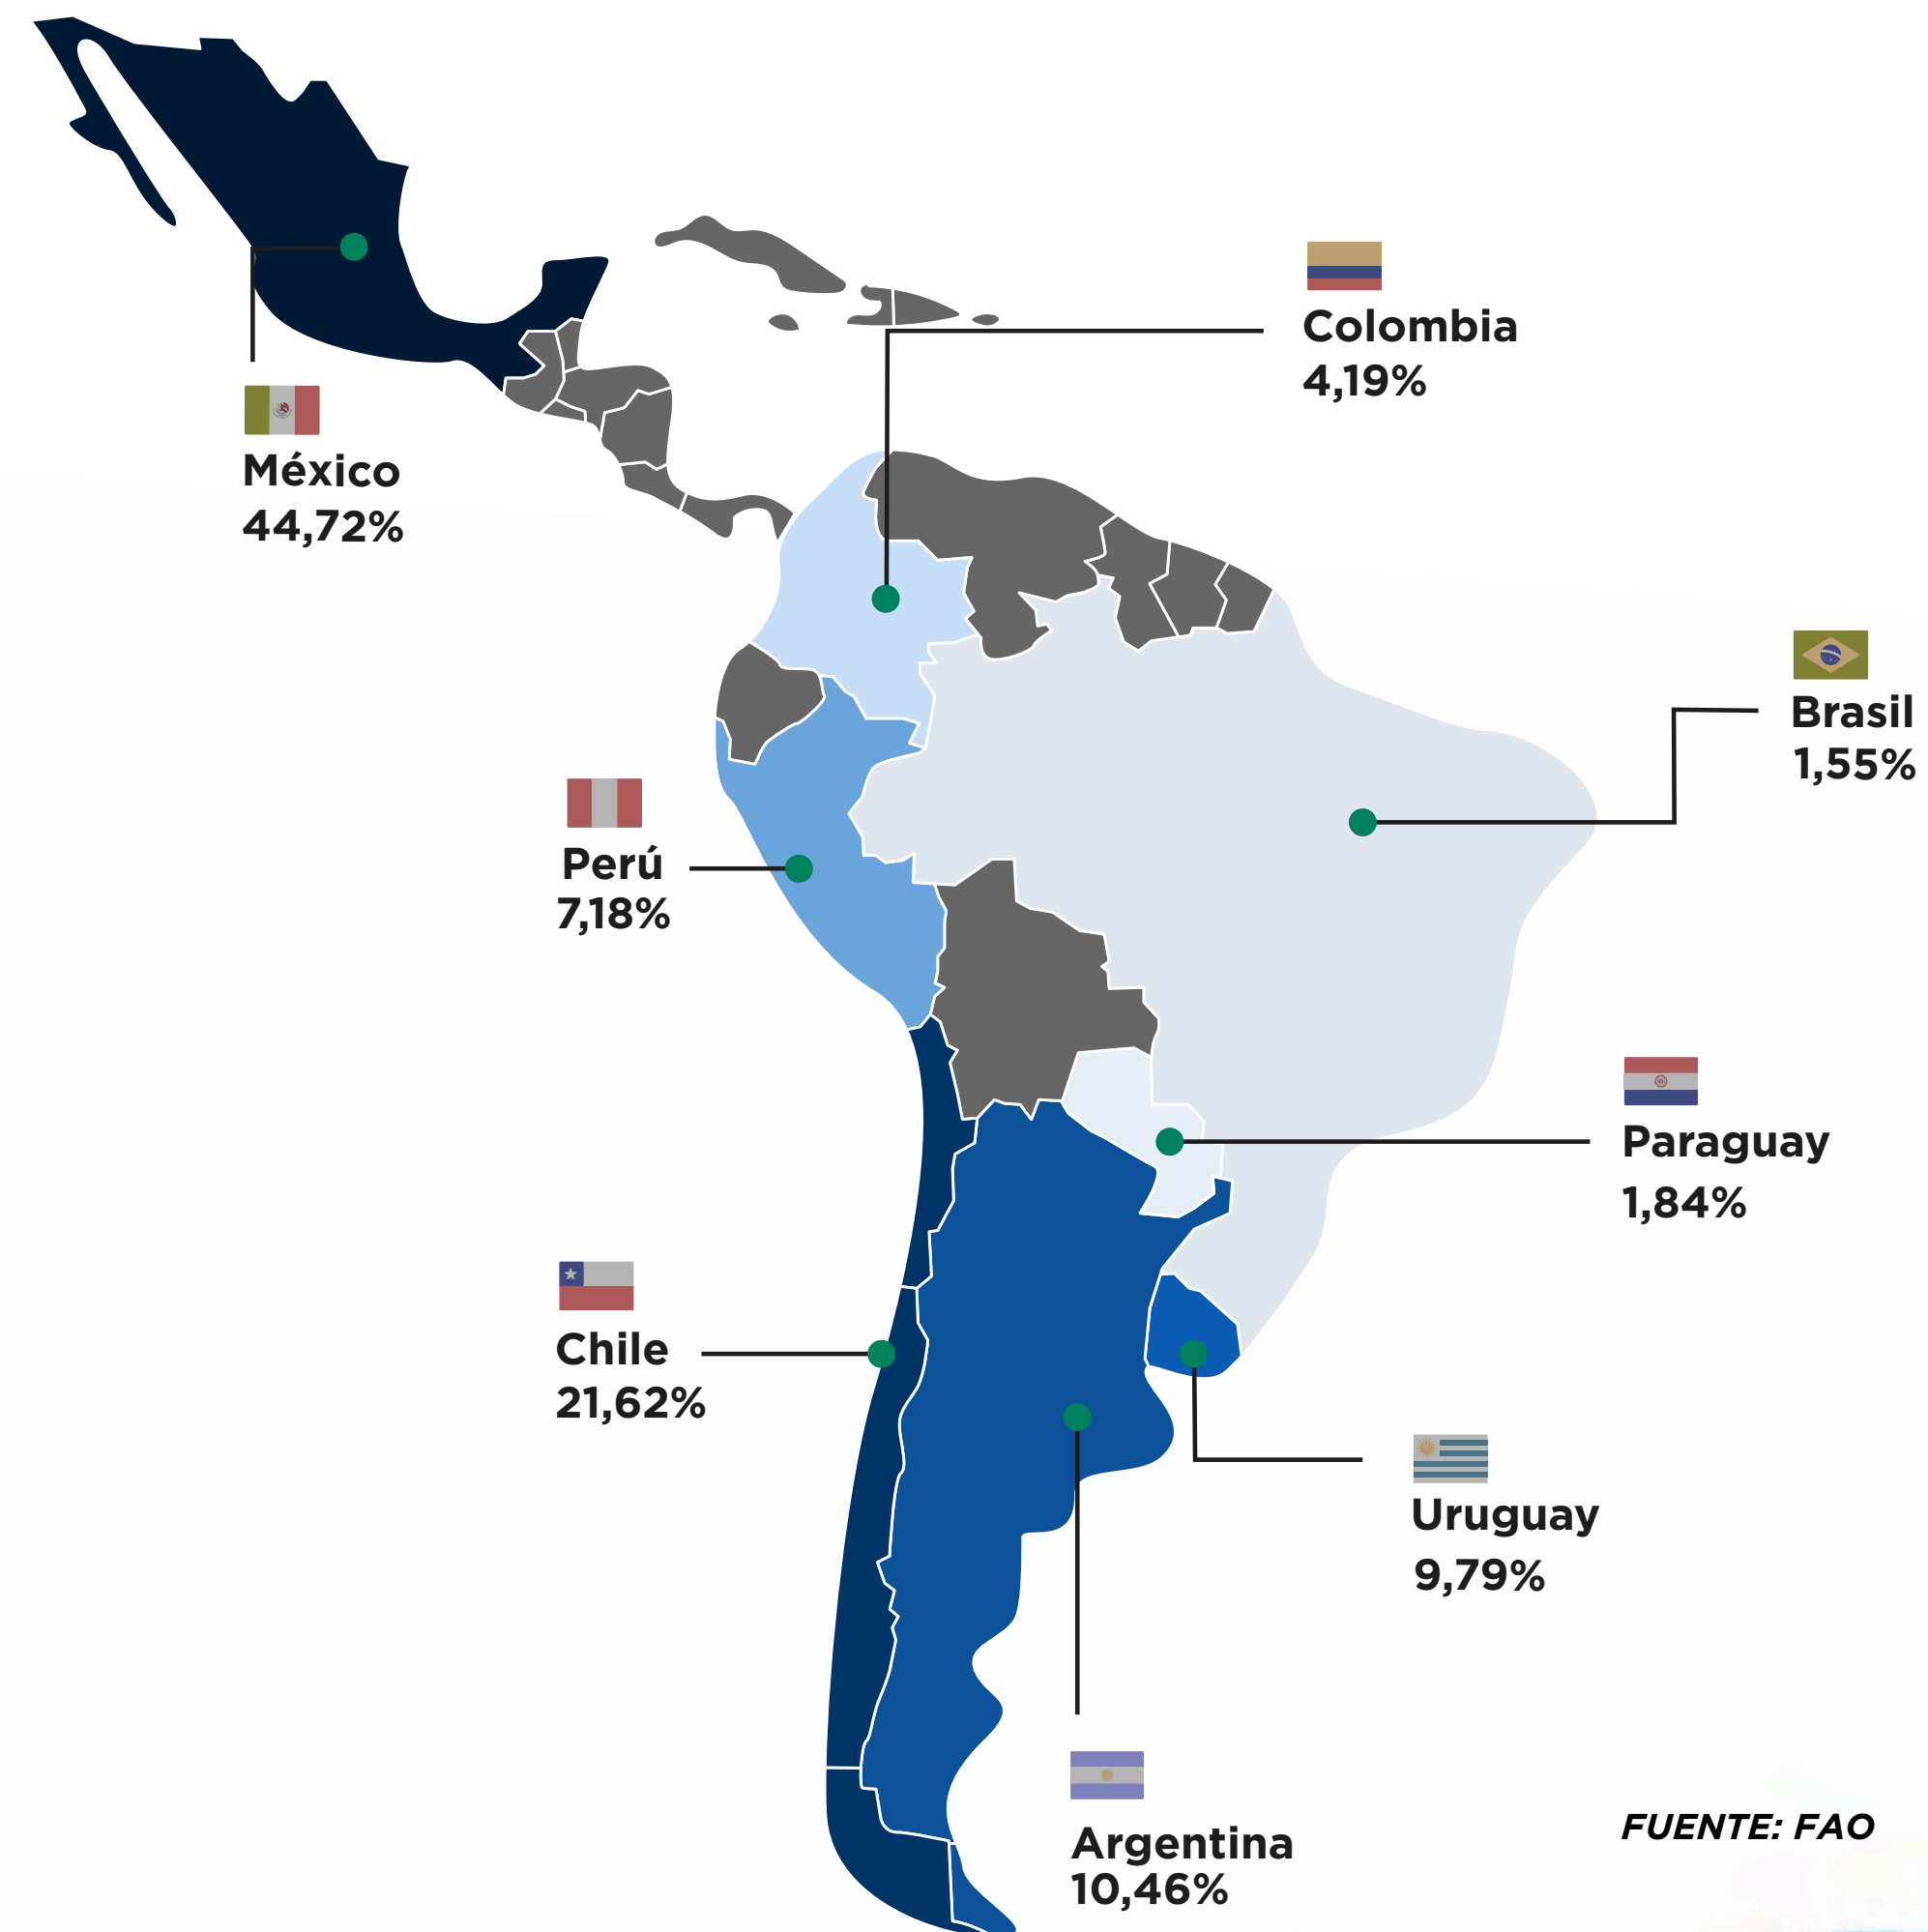 Colombia
4,19%
México
44,72%
Brasil
1,55%
Perú
7,18%
Paraguay
1,84%
Chile
21,62%
Uruguay
9,79%
Argentina
10,46%
FUENTE: FAO